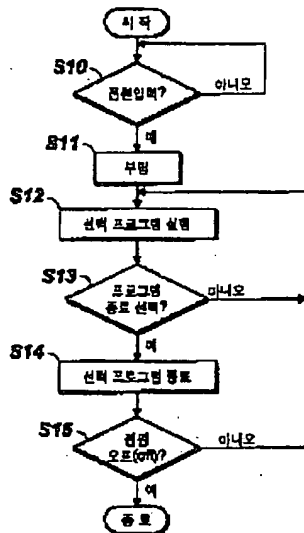 시 작
S10
전원입력?
아니오
예
S11
부팅
S12
선택 프로그램 실행
S13
프로그램
종료 선택?
아니오
예
S14
선택 프로그램 종료
S15
전원
오프(off)?
아니오
예
종 료